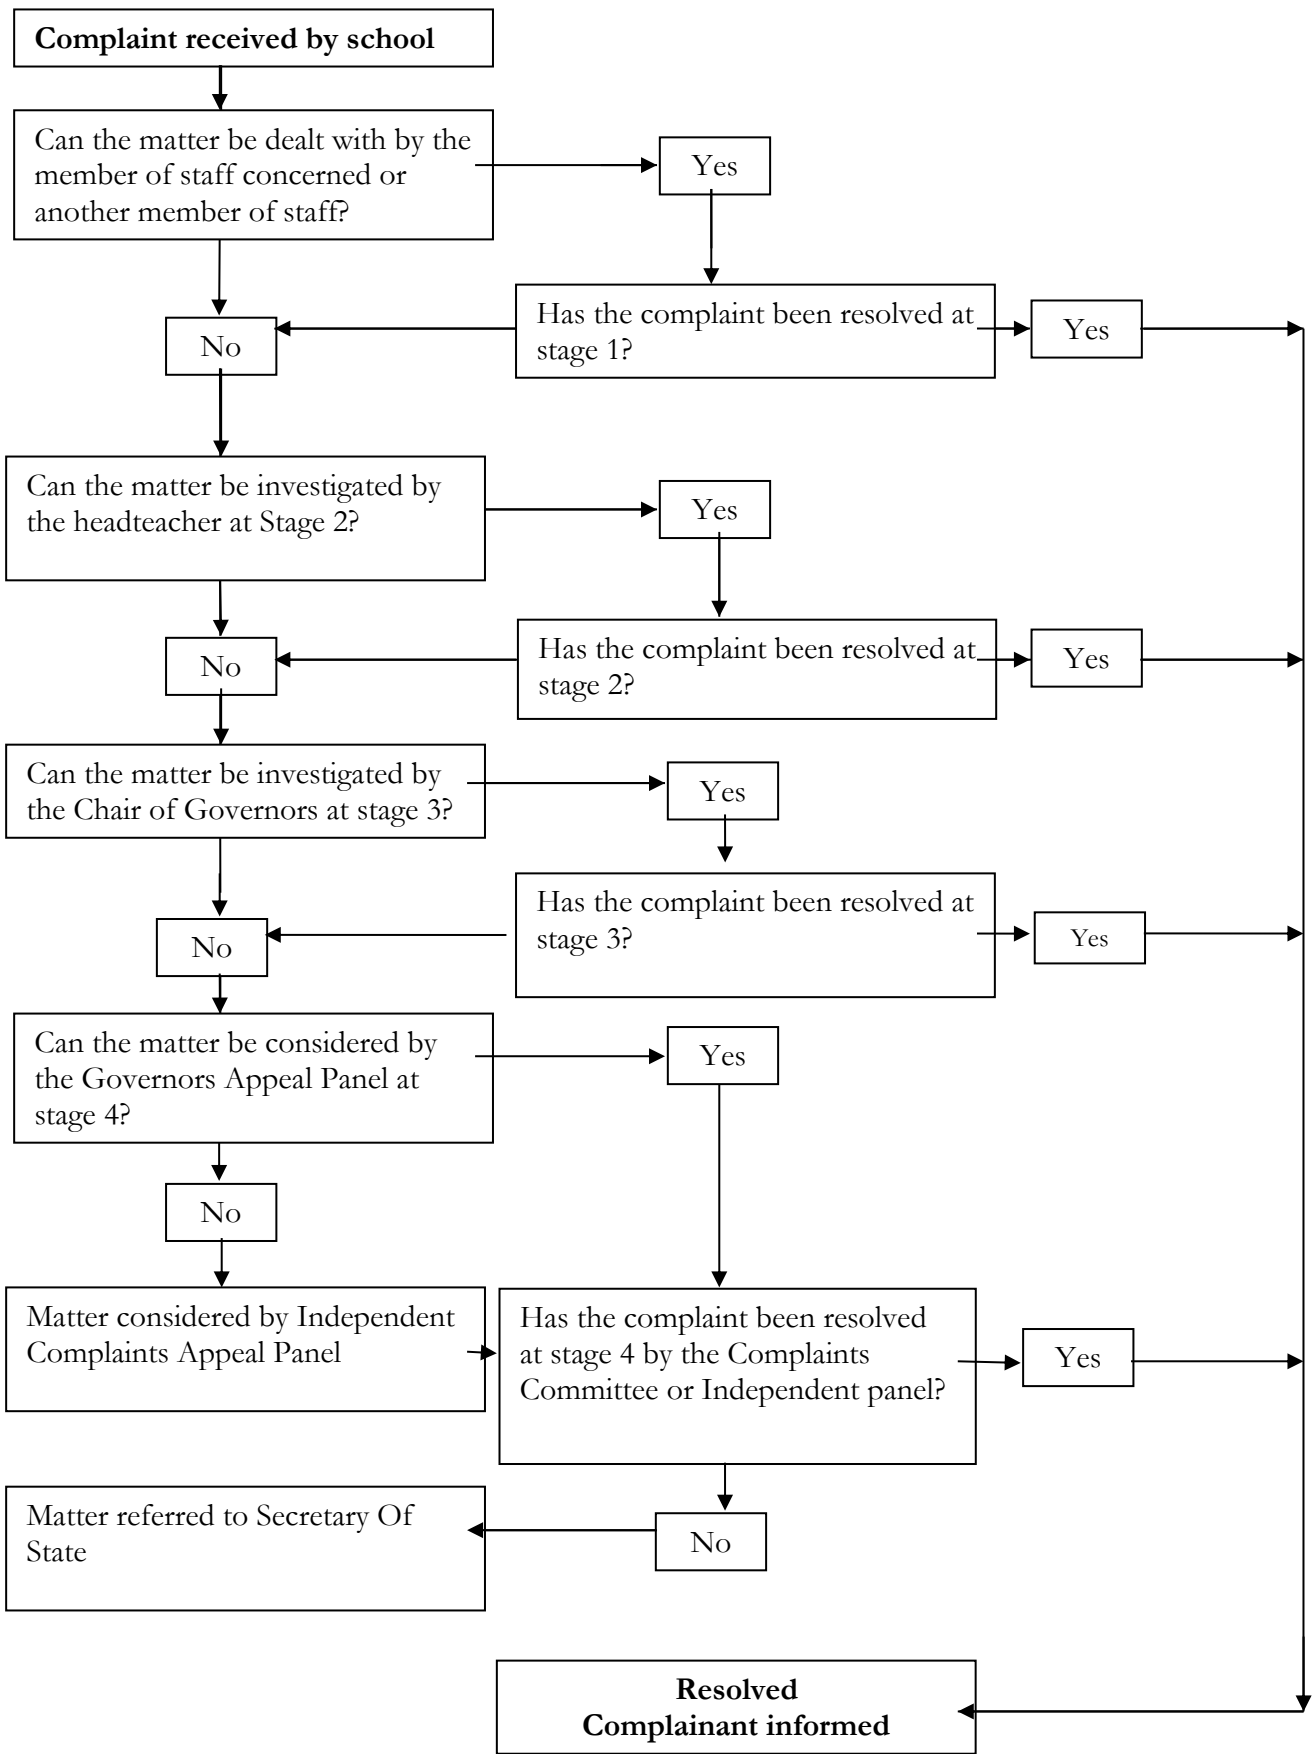 Complaint received by school
Can the matter be dealt with by the
member of staff concerned or
another member of staff?
Yes
Has the complaint been resolved at
stage 1?
Yes
No
Can the matter be investigated by
the headteacher at Stage 2?
Yes
Has the complaint been resolved at
stage 2?
Yes
No
Can the matter be investigated by
the Chair of Governors at stage 3?
Yes
Has the complaint been resolved at
stage 3?
Yes
No
Can the matter be considered by
the Governors Appeal Panel at
stage 4?
Yes
No
Matter considered by Independent
Complaints Appeal Panel
Has the complaint been resolved
at stage 4 by the Complaints
Committee or Independent panel?
Yes
No
Matter referred to Secretary Of
State
Resolved
Complainant informed